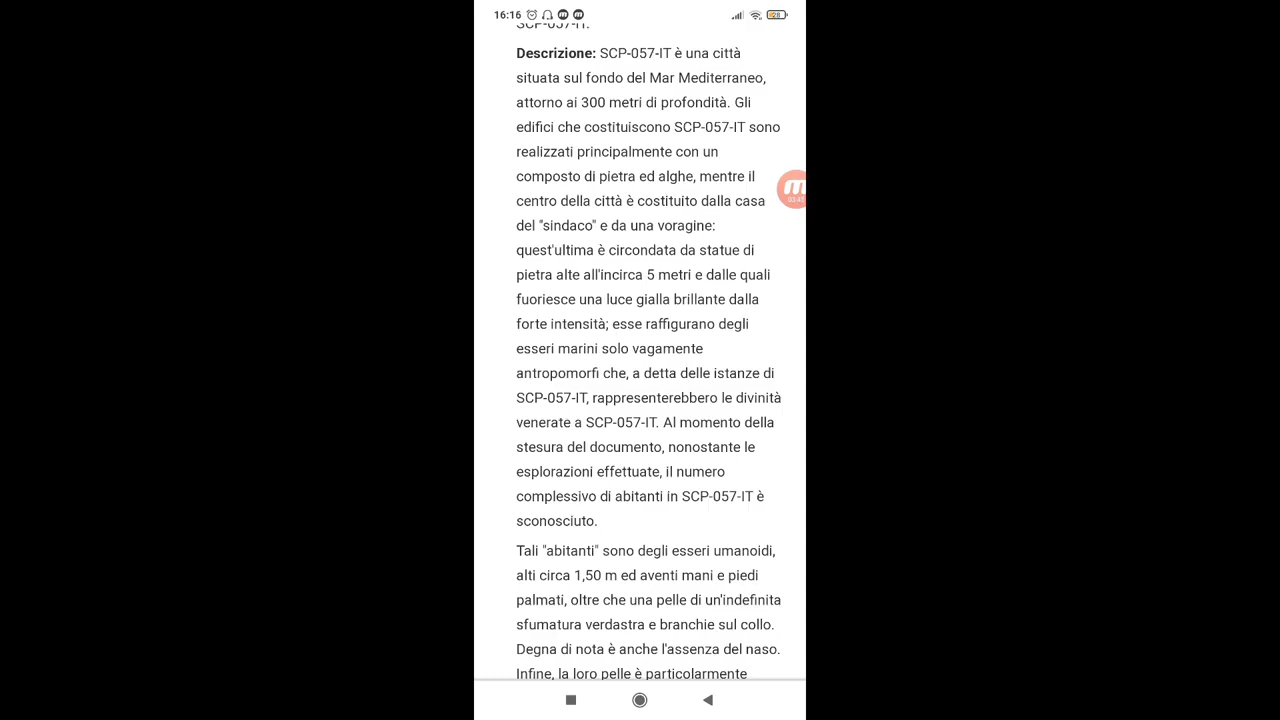 16:16
28
SCP-057-IT.
Descrizione: SCP-057-IT è una città
situata sul fondo del Mar Mediterraneo,
attorno ai 300 metri di profondità. Gli
edifici che costituiscono SCP-057-IT sono
realizzati principalmente con un
composto di pietra ed alghe, mentre il
centro della città è costituito dalla casa
del "sindaco" e da una voragine:
quest'ultima è circondata da statue di
pietra alte all'incirca 5 metri e dalle quali
fuoriesce una luce gialla brillante dalla
forte intensità; esse raffigurano degli
esseri marini solo vagamente
antropomorfi che, a detta delle istanze di
SCP-057-IT, rappresenterebbero le divinità
venerate a SCP-057-IT. Al momento della
stesura del documento, nonostante le
esplorazioni effettuate, il numero
complessivo di abitanti in SCP-057-IT è
sconosciuto.
Tali "abitanti" sono degli esseri umanoidi,
alti circa 1,50 m ed aventi mani e piedi
palmati, oltre che una pelle di un'indefinita
sfumatura verdastra e branchie sul collo.
Degna di nota è anche l'assenza del naso.
Infine, la loro pelle è particolarmente